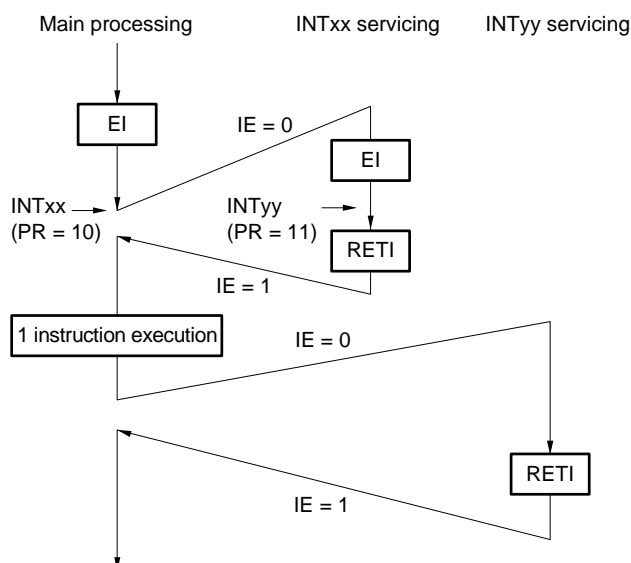 Main processing
INTxx servicing
INTyy servicing
EI
IE = 0
EI
INTxx
(PR = 10)
INTyy
(PR = 11)
RETI
IE = 1
1 instruction execution
IE = 0
RETI
IE = 1